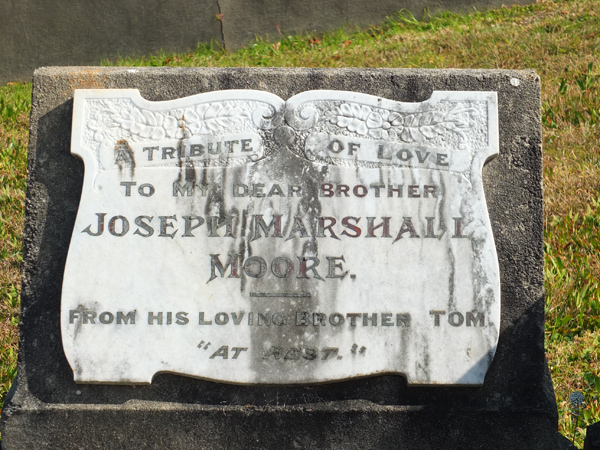 A TRIBUTE OF LOVE
TO MY DEAR BROTHER
JOSEPH MARSHALL
MOORE.
FROM HIS LOVING BROTHER TOM.
"AT REST."